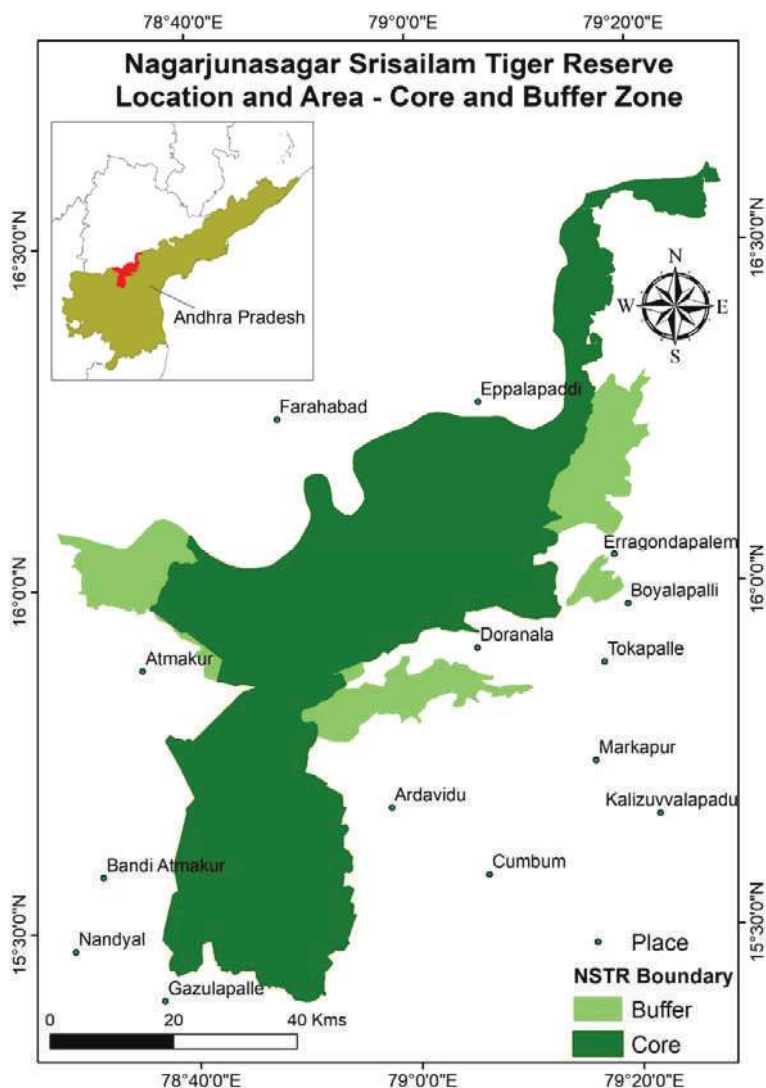 78°40'0"E
79°0'0"E
79°20'0"E
Nagarjunasagar Srisailam Tiger Reserve
Location and Area - Core and Buffer Zone
16°30'0"N
16°30'0"N
Andhra Pradesh
N
W
E
S
Farahabad
Eppalapaddi
Erragondapalem
16°0'0"N
16°0'0"N
Boyalapalli
Doranala
Tokapalle
Atmakur
Markapur
Ardavidu
Kalizuvvalapadu
Bandi Atmakur
Cumbum
15°30'0"N
15°30'0"N
Nandyal
Place
NSTR Boundary
Gazulapalle
Buffer
0
20
40 Kms
Core
78°40'0"E
79°0'0"E
79°20'0"E